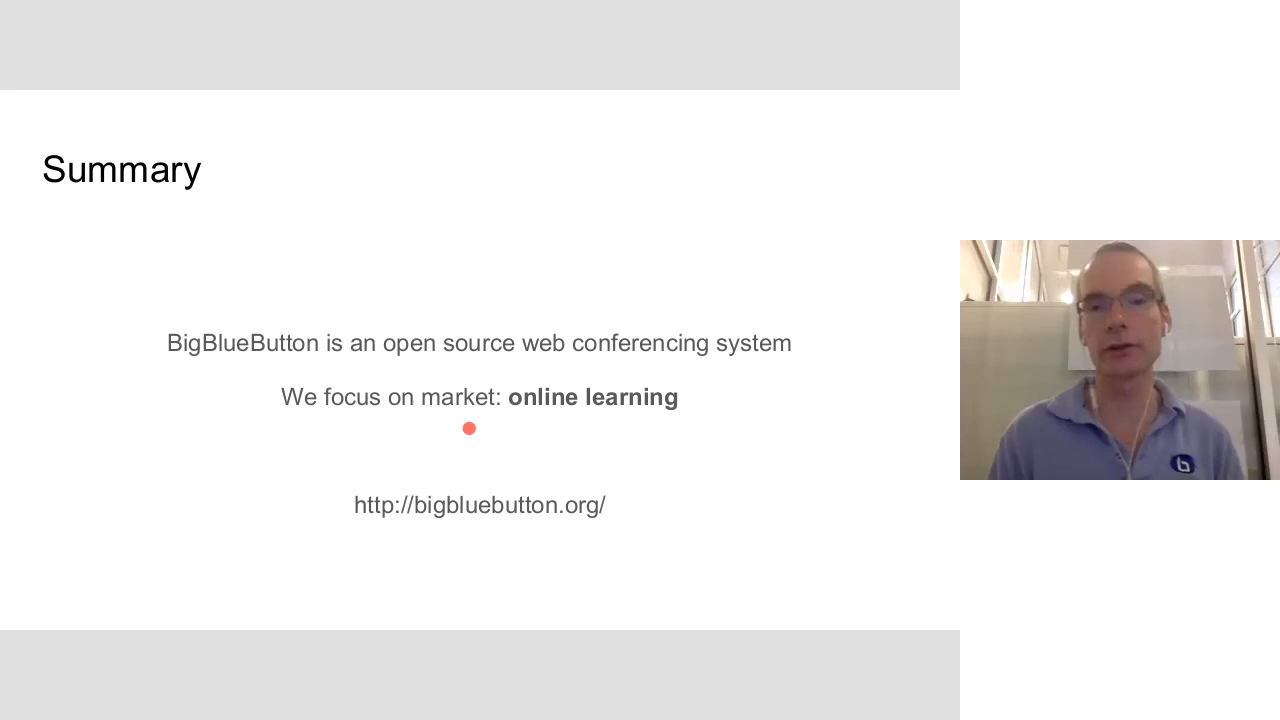 Summary
BigBlueButton is an open source web conferencing system
We focus on market: online learning
http://bigbluebutton.org/
b